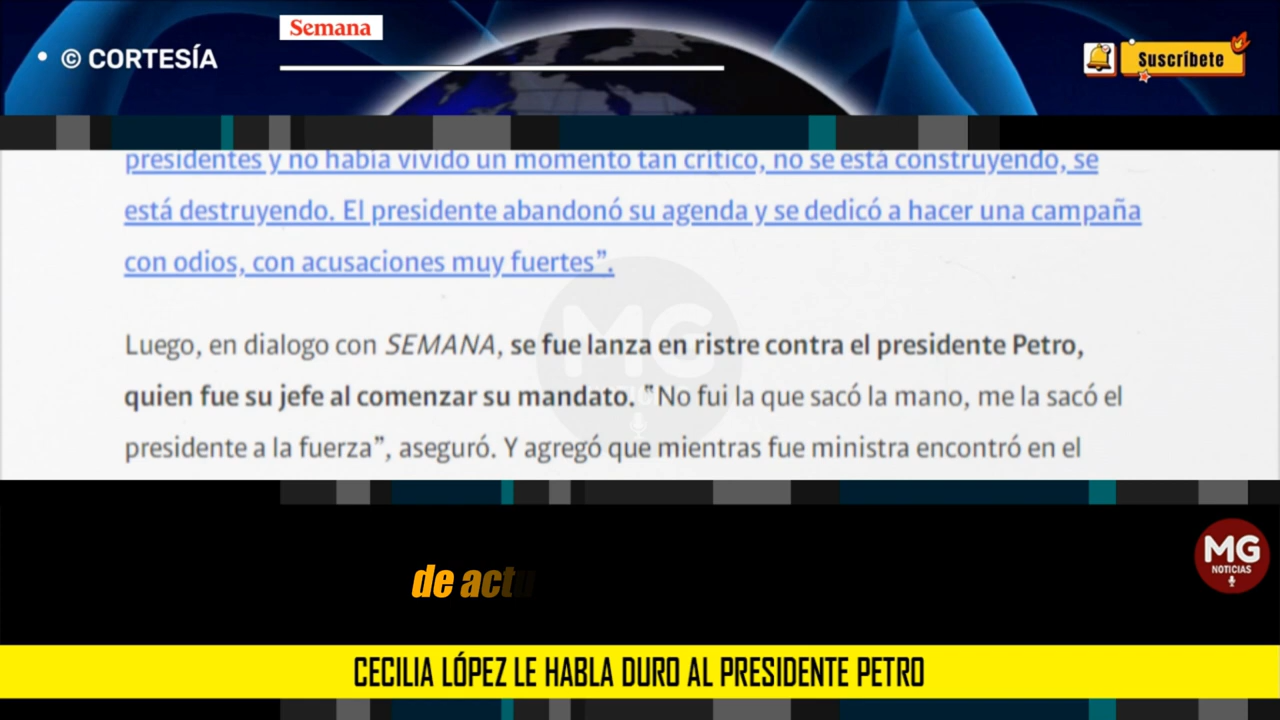 Semana
• © CORTESÍA
Suscríbete
presidentes y no había vivido un momento tan crítico, no se está construyendo, se
está destruyendo. El presidente abandonó su agenda y se dedicó a hacer una campaña
con odios, con acusaciones muy fuertes”.
Luego, en dialogo con SEMANA, se fue lanza en ristre contra el presidente Petro,
quien fue su jefe al comenzar su mandato. “No fui la que sacó la mano, me la sacó el
presidente a la fuerza”, aseguró. Y agregó que mientras fue ministra encontró en el
MG
de actu
MG
NOTICIAS
CECILIA LÓPEZ LE HABLA DURO AL PRESIDENTE PETRO